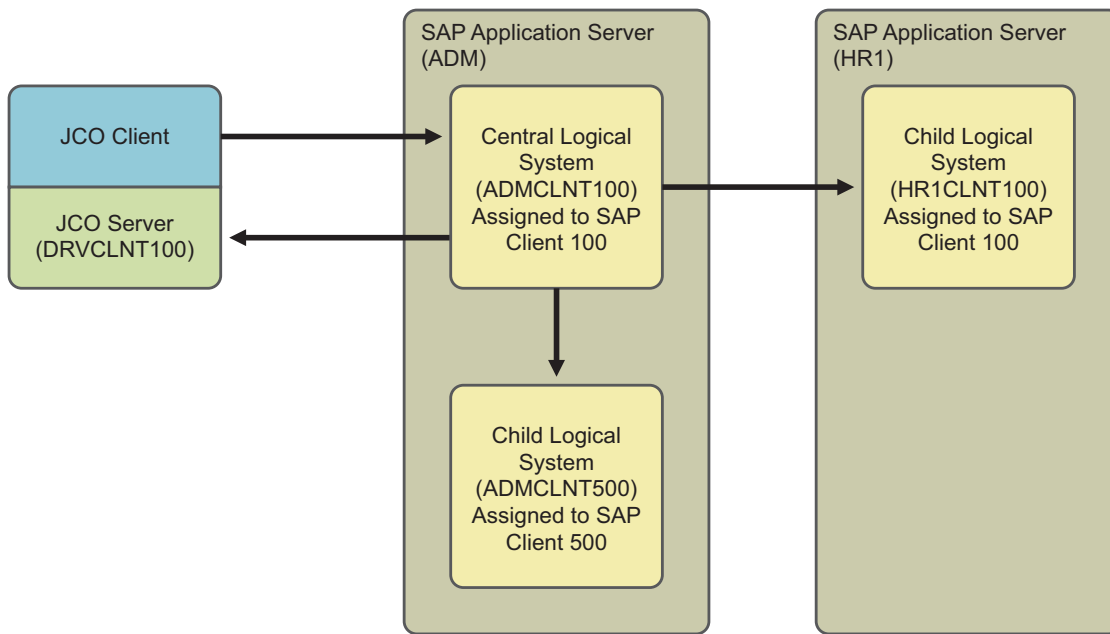 SAP Application Server
(ADM)
SAP Application Server
(HR1)
JCO Client
JCO Server
(DRVCLNT100)
Central Logical
System
(ADMCLNT100)
Assigned to SAP
Client 100
Child Logical
System
(HR1CLNT100)
Assigned to SAP
Client 100
Child Logical
System
(ADMCLNT500)
Assigned to SAP
Client 500